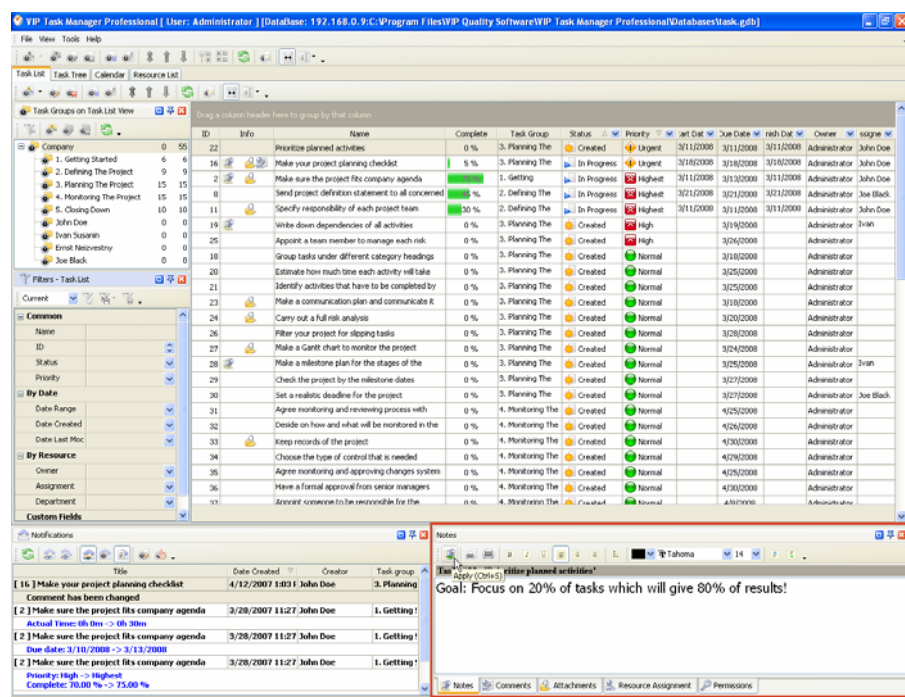 VIP Task Manager Professional [ User: Administrator ] [DataBase: 192.168.0.9:C:\Program Files\VIP Quality Software\VIP Task Manager Professional\Databases\task.gdb]
File View Tools Help
Task List Task Tree Calendar Resource List
Task Groups on Task List View
Company 0 55
1. Getting Started 6 6
2. Defining The Project 9 9
3. Planning The Project 15 15
4. Monitoring The Project 15 15
5. Closing Down 10 10
John Doe 0 0
Ivan Susanin 0 0
Ernst Neizvestny 0 0
Joe Black 0 0
Filters - Task List
Current
Common
Name
ID
Status
Priority
By Date
Date Range
Date Created
Date Last Moc
By Resource
Owner
Assignment
Department
Custom Fields
Drag a column header here to group by that column
ID Info Name Complete Task Group Status Priority art Dat Due Date nish Dat Owner ssigne
22 Prioritize planned activities 0 % 3. Planning The Created Urgent 3/11/2008 3/11/2008 3/11/2008 Administrator John Doe
16 Make your project planning checklist 5 % 3. Planning The In Progress Urgent 3/18/2008 3/18/2008 3/18/2008 Administrator John Doe
2 Make sure the project fits company agenda 1. Getting In Progress Highest 3/11/2008 3/13/2008 3/11/2008 Administrator John Doe
8 Send project definition statement to all concerned 2. Defining The In Progress Highest 3/21/2008 3/21/2008 3/21/2008 Administrator Joe Black
11 Specify responsibility of each project team 30 % 2. Defining The In Progress Highest 3/11/2008 3/11/2008 3/11/2008 Administrator John Doe
19 Write down dependencies of all activities 0 % 3. Planning The Created High 3/19/2008 Administrator Ivan
25 Appoint a team member to manage each risk 0 % 3. Planning The Created High 3/26/2008 Administrator
18 Group tasks under different category headings 0 % 3. Planning The Created Normal 3/18/2008 Administrator
20 Estimate how much time each activity will take 0 % 3. Planning The Created Normal 3/25/2008 Administrator
21 Identify activities that have to be completed by 0 % 3. Planning The Created Normal 3/25/2008 Administrator
23 Make a communication plan and communicate it 0 % 3. Planning The Created Normal 3/18/2008 Administrator
24 Carry out a full risk analysis 0 % 3. Planning The Created Normal 3/20/2008 Administrator
26 Filter your project for slipping tasks 0 % 3. Planning The Created Normal 3/28/2008 Administrator
27 Make a Gantt chart to monitor the project 0 % 3. Planning The Created Normal 3/24/2008 Administrator
28 Make a milestone plan for the stages of the 0 % 3. Planning The Created Normal 3/25/2008 Administrator Ivan
29 Check the project by the milestone dates 0 % 3. Planning The Created Normal 3/27/2008 Administrator
30 Set a realistic deadline for the project 0 % 3. Planning The Created Normal 3/27/2008 Administrator Joe Black
31 Agree monitoring and reviewing process with 0 % 4. Monitoring The Created Normal 4/25/2008 Administrator
32 Deside on how and what will be monitored in the 0 % 4. Monitoring The Created Normal 4/26/2008 Administrator
33 Keep records of the project 0 % 4. Monitoring The Created Normal 4/30/2008 Administrator
34 Choose the type of control that is needed 0 % 4. Monitoring The Created Normal 4/29/2008 Administrator
35 Agree monitoring and approving changes system 0 % 4. Monitoring The Created Normal 4/25/2008 Administrator
36 Have a formal approval from senior managers 0 % 4. Monitoring The Created Normal 4/30/2008 Administrator
37 Appoint someone to be responsible for the 0 % 4. Monitoring The Created Normal Administrator
Notifications
Title Date Created Creator Task group
[ 16 ] Make your project planning checklist 4/12/2007 1:03 John Doe 3. Planning
Comment has been changed
[ 2 ] Make sure the project fits company agenda 3/28/2007 11:27 John Doe 1. Getting
Actual Time: 0h 0m -> 0h 30m
[ 2 ] Make sure the project fits company agenda 3/28/2007 11:27 John Doe 1. Getting
Due date: 3/10/2008 -> 3/13/2008
[ 2 ] Make sure the project fits company agenda 3/28/2007 11:27 John Doe 1. Getting
Priority: High -> Highest
Complete: 70.00 % -> 75.00 %
Notes
Tahoma 14
Apply (Ctrl+S)
planned activities'
Goal: Focus on 20% of tasks which will give 80% of results!
Notes Comments Attachments Resource Assignment Permissions